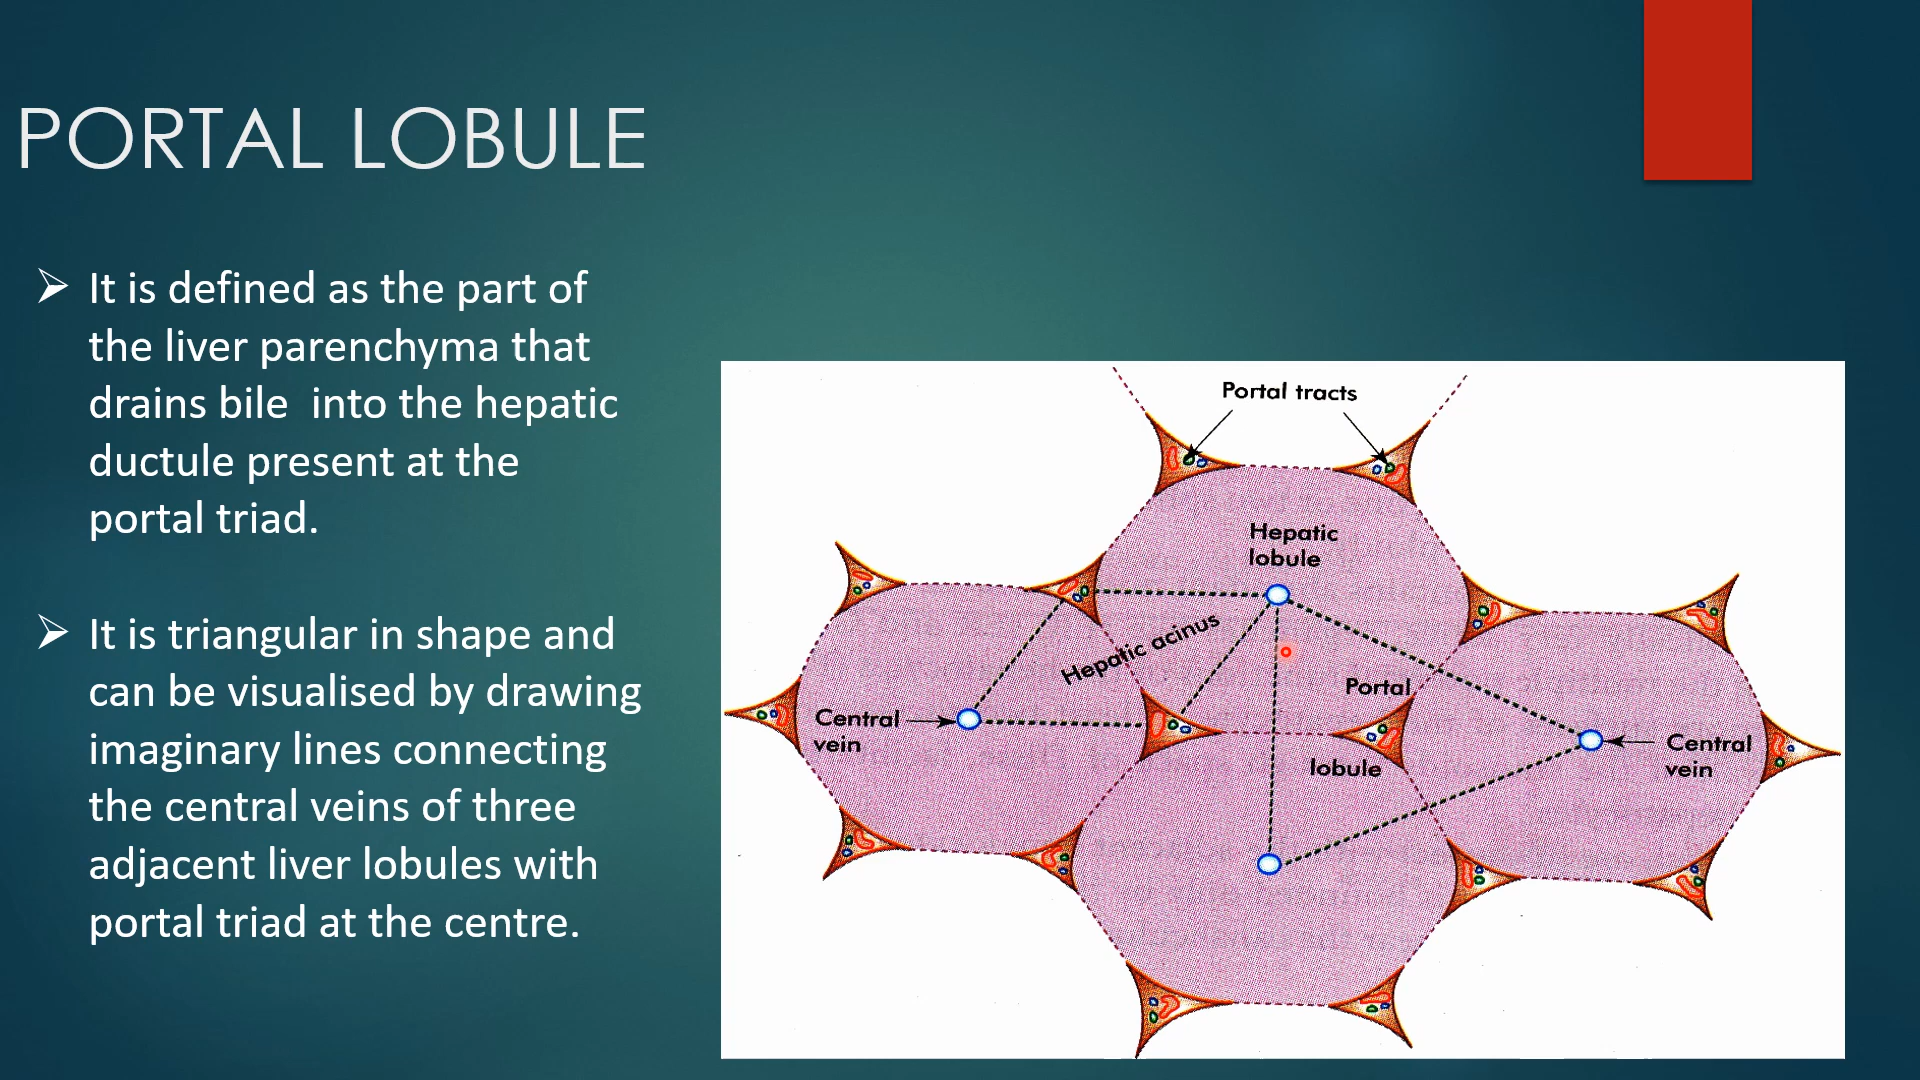 PORTAL LOBULE
➢ It is defined as the part of
the liver parenchyma that
drains bile  into the hepatic
ductule present at the
portal triad.
➢ It is triangular in shape and
can be visualised by drawing
imaginary lines connecting
the central veins of three
adjacent liver lobules with
portal triad at the centre.
Portal tracts
Hepatic
lobule
Hepatic acinus
Portal
lobule
Central
vein
Central
vein